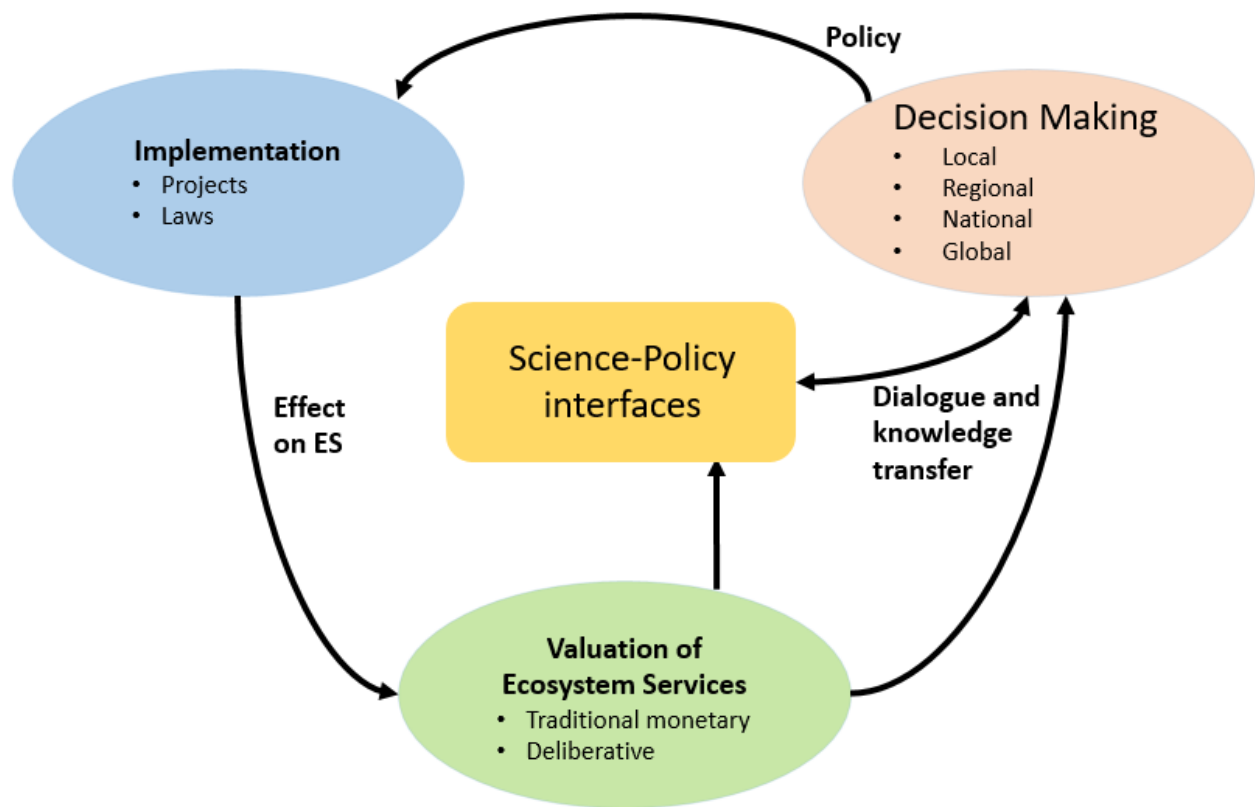 Policy
Decision Making
• Local
• Regional
• National
• Global
Implementation
• Projects
• Laws
Science-Policy
interfaces
Effect
on ES
Dialogue and
knowledge
transfer
Valuation of
Ecosystem Services
• Traditional monetary
• Deliberative